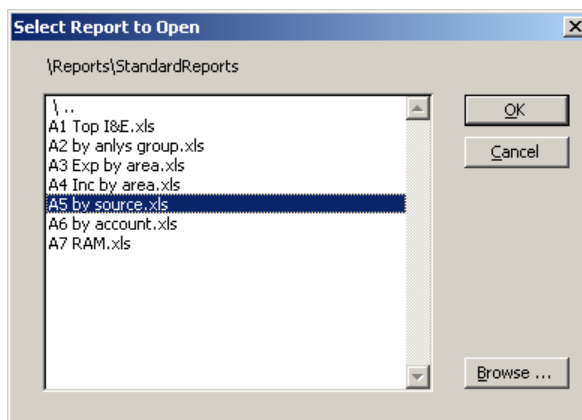 Select Report to Open
\Reports\StandardReports
\ ..
A1 Top I&E.xls
A2 by anlys group.xls
A3 Exp by area.xls
A4 Inc by area.xls
A5 by source.xls
A6 by account.xls
A7 RAM.xls
OK
Cancel
Browse ...